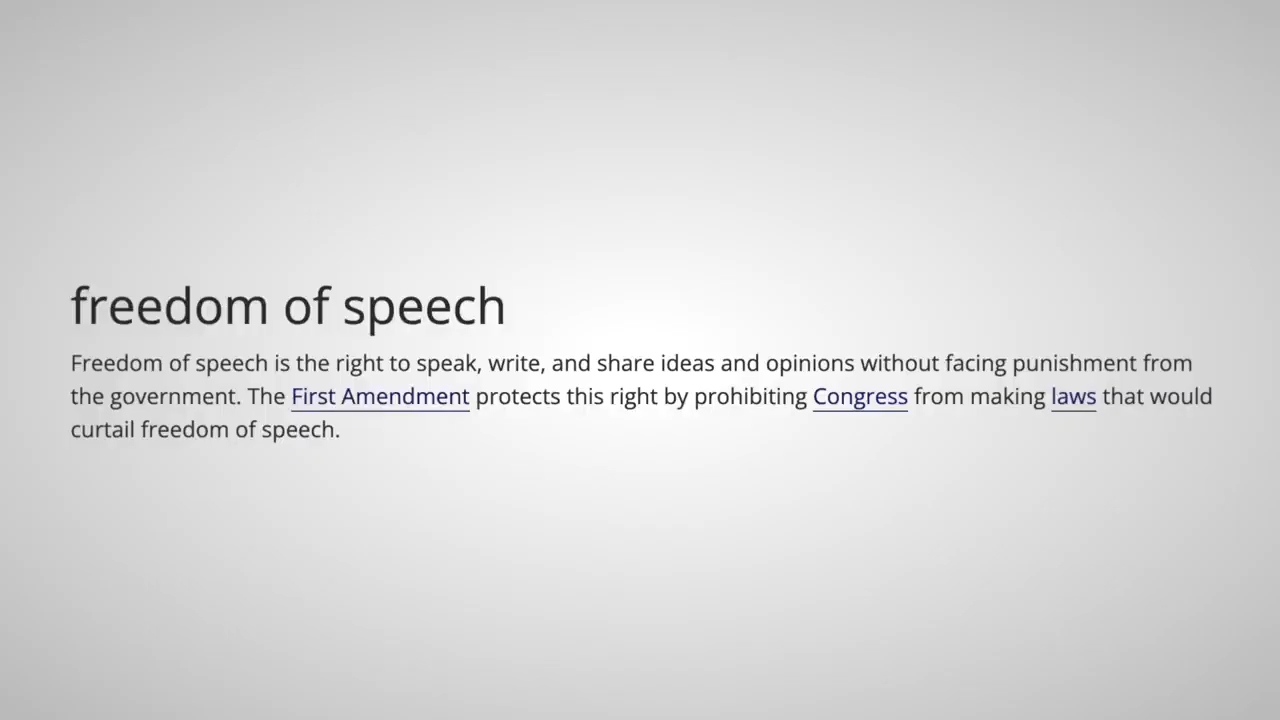 freedom of speech
Freedom of speech is the right to speak, write, and share ideas and opinions without facing punishment from
the government. The First Amendment protects this right by prohibiting Congress from making laws that would
curtail freedom of speech.